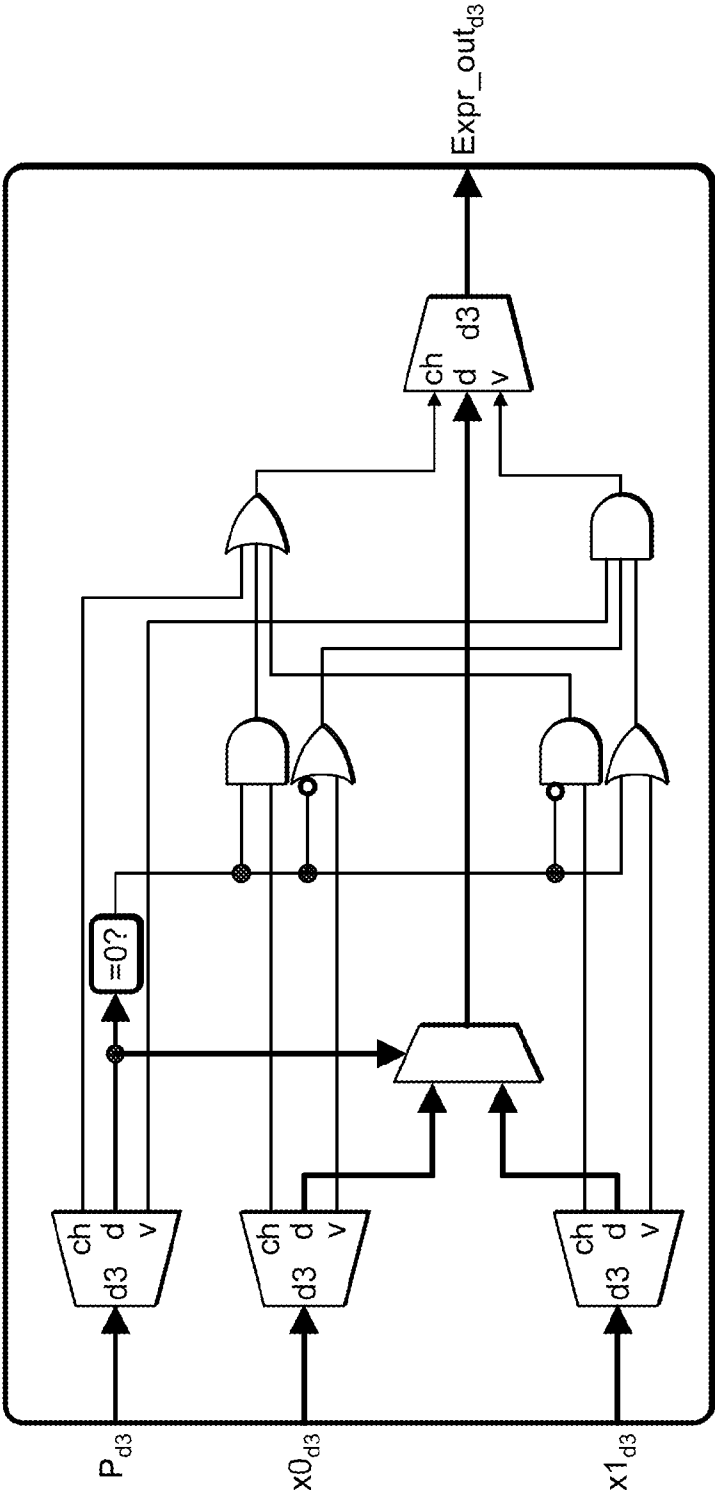 P_d3
x0_d3
x1_d3
d3
ch
d
v
d3
ch
d
v
d3
ch
d
v
=0?
ch
d
v
d3
Expr_out_d3